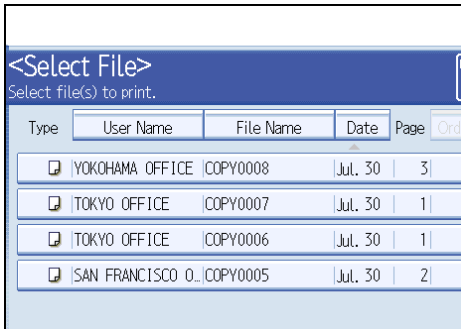 <Select File>
Select file(s) to print.
Type User Name File Name Date Page Ord
YOKOHAMA OFFICE COPY0008 Jul. 30 3
TOKYO OFFICE COPY0007 Jul. 30 1
TOKYO OFFICE COPY0006 Jul. 30 1
SAN FRANCISCO O... COPY0005 Jul. 30 2